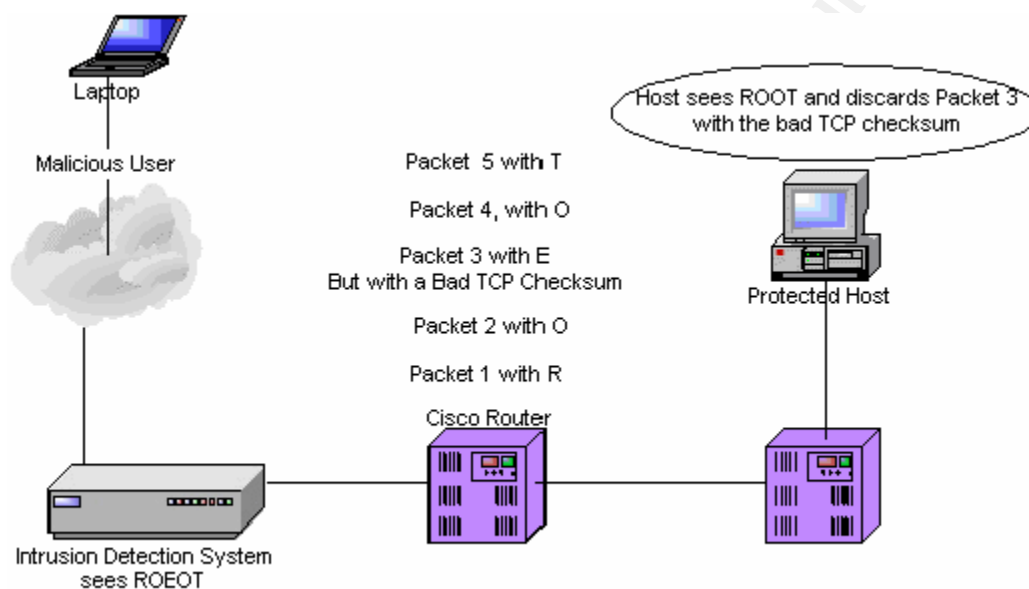 Laptop
Malicious User
Host sees ROOT and discards Packet 3
with the bad TCP checksum
Packet 5 with T
Packet 4, with O
Packet 3 with E
But with a Bad TCP Checksum
Packet 2 with O
Packet 1 with R
Protected Host
Cisco Router
Intrusion Detection System
sees ROEOT